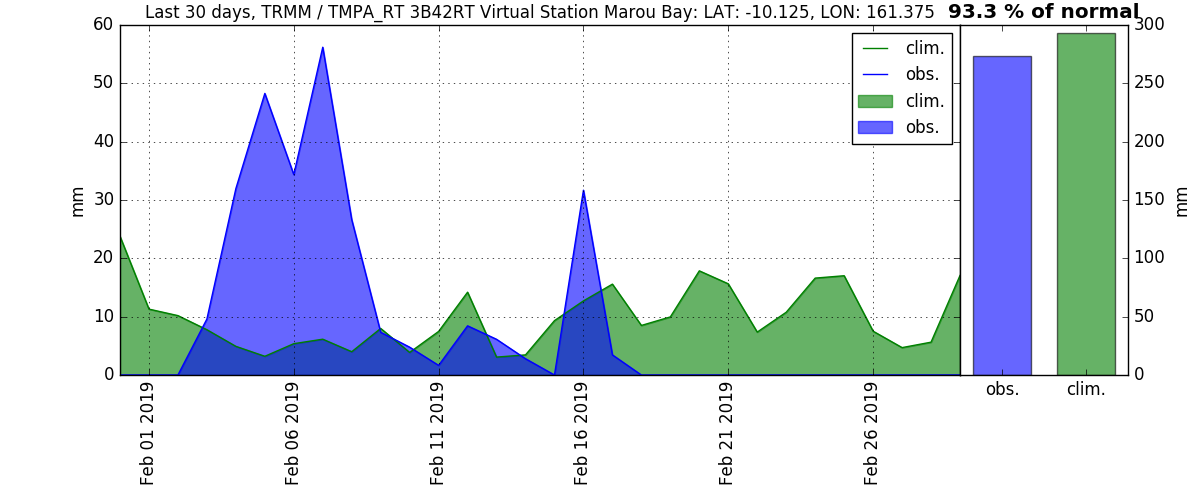 Last 30 days, TRMM / TMPA_RT 3B42RT Virtual Station Marou Bay: LAT: -10.125, LON: 161.375
93.3 % of normal
60
50
40
30
20
10
0
mm
clim.
obs.
clim.
obs.
Feb 01 2019
Feb 06 2019
Feb 11 2019
Feb 16 2019
Feb 21 2019
Feb 26 2019
300
250
200
150
100
50
0
mm
obs.
clim.